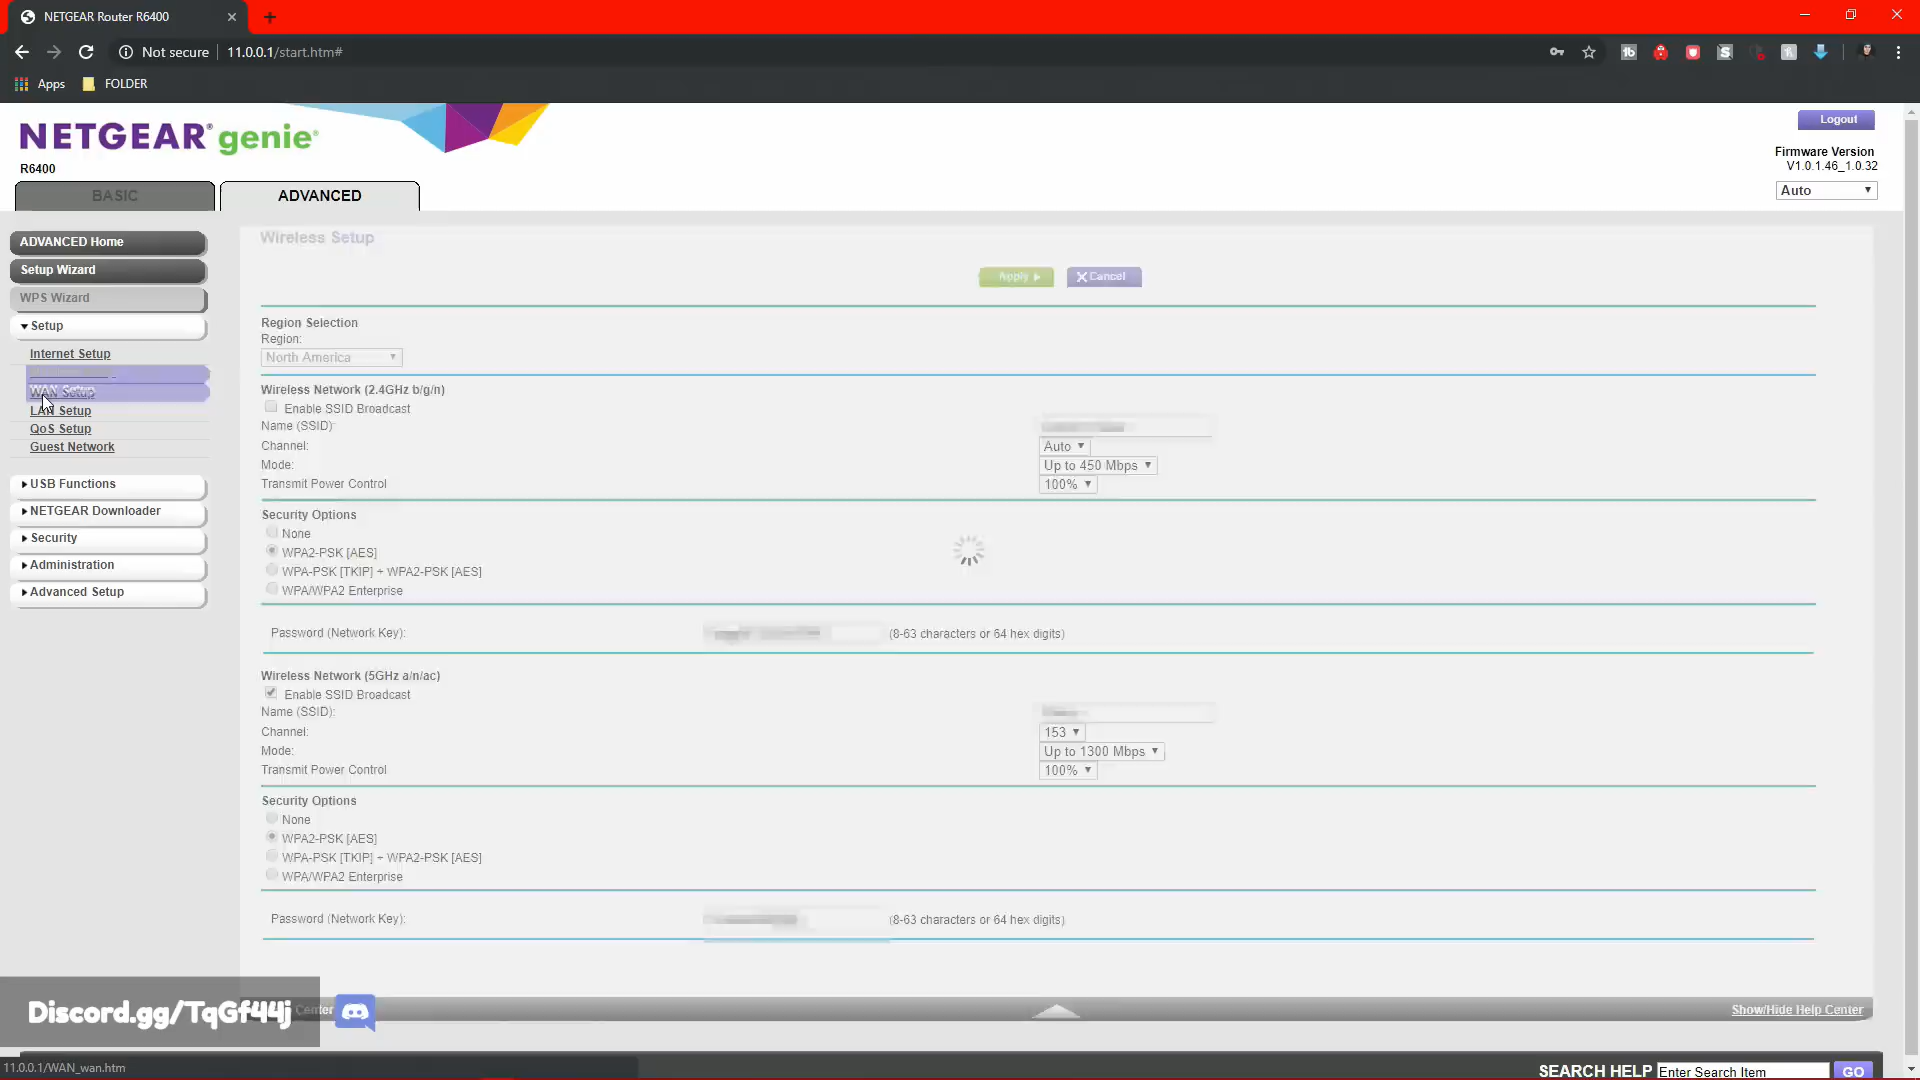 NETGEAR Router R6400
Not secure
11.0.0.1/start.htm#
Apps
FOLDER
NETGEAR® genie®
R6400
Logout
Firmware Version
V1.0.1.46_1.0.32
Auto
BASIC
ADVANCED
ADVANCED Home
Setup Wizard
WPS Wizard
Setup
Internet Setup
WAN Setup
LAN Setup
QoS Setup
Guest Network
USB Functions
NETGEAR Downloader
Security
Administration
Advanced Setup
Wireless Setup
Apply
Cancel
Region Selection
Region:
North America
Wireless Network (2.4GHz b/g/n)
Enable SSID Broadcast
Name (SSID):
Channel:
Auto
Mode:
Up to 450 Mbps
Transmit Power Control
100%
Security Options
None
WPA2-PSK [AES]
WPA-PSK [TKIP] + WPA2-PSK [AES]
WPA/WPA2 Enterprise
Password (Network Key):
(8-63 characters or 64 hex digits)
Wireless Network (5GHz a/n/ac)
Enable SSID Broadcast
Name (SSID):
Channel:
153
Mode:
Up to 1300 Mbps
Transmit Power Control
100%
Security Options
None
WPA2-PSK [AES]
WPA-PSK [TKIP] + WPA2-PSK [AES]
WPA/WPA2 Enterprise
Password (Network Key):
(8-63 characters or 64 hex digits)
Discord.gg/TqGf44j
Center
Show/Hide Help Center
11.0.0.1/WAN_wan.htm
SEARCH HELP
Enter Search Item
GO